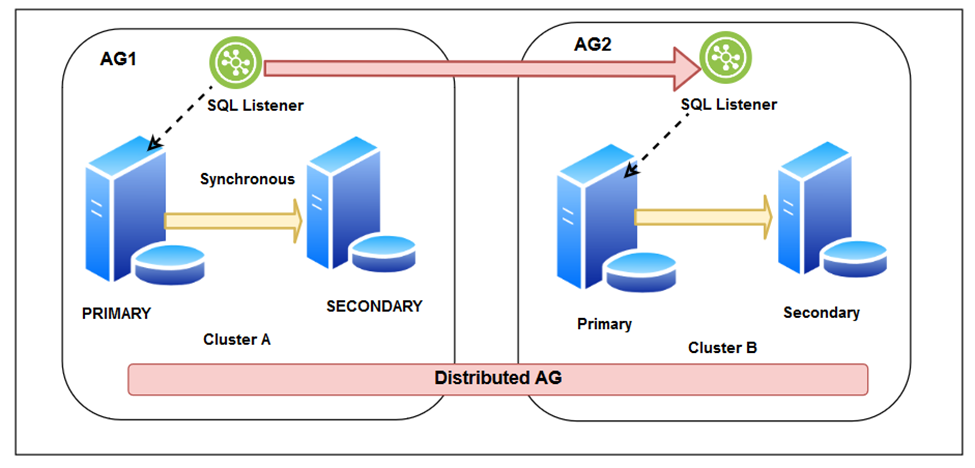 AG1
SQL Listener
Synchronous
PRIMARY
SECONDARY
Cluster A
AG2
SQL Listener
Primary
Secondary
Cluster B
Distributed AG